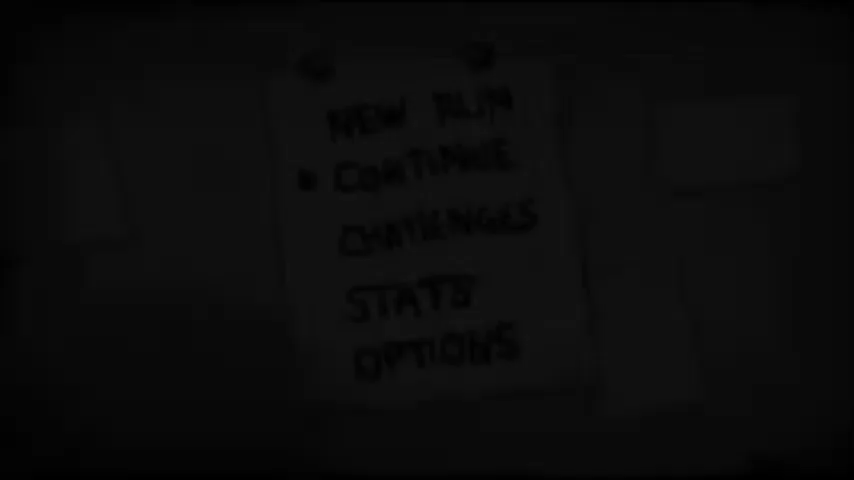 NEW RUN
CONTINUE
CHALLENGES
STATS
OPTIONS